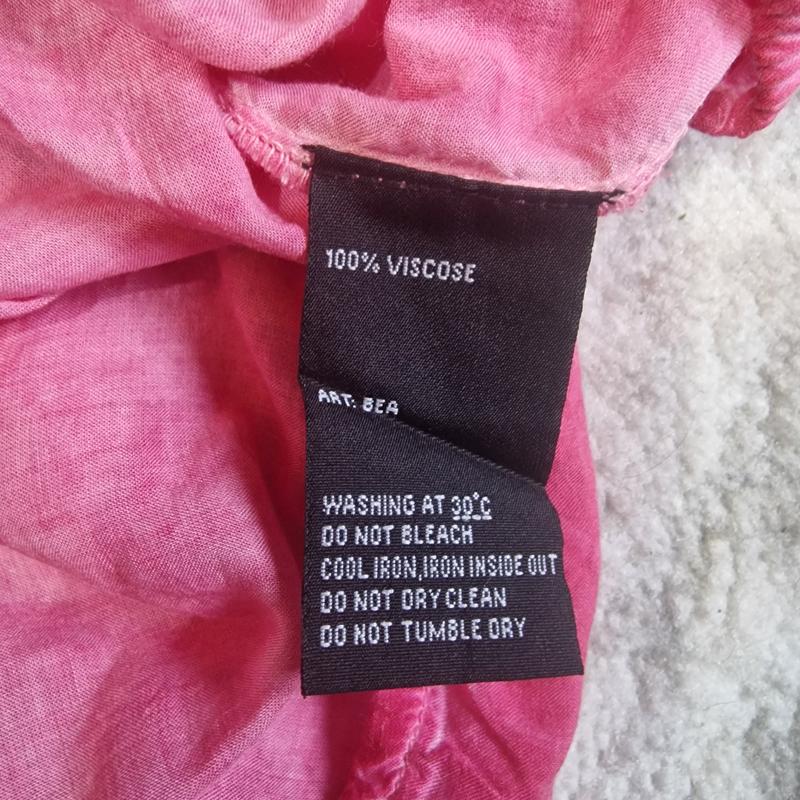 100% VISCOSE
ART: BEA
WASHING AT 30°C
DO NOT BLEACH
COOL IRON,IRON INSIDE OUT
DO NOT DRY CLEAN
DO NOT TUMBLE DRY